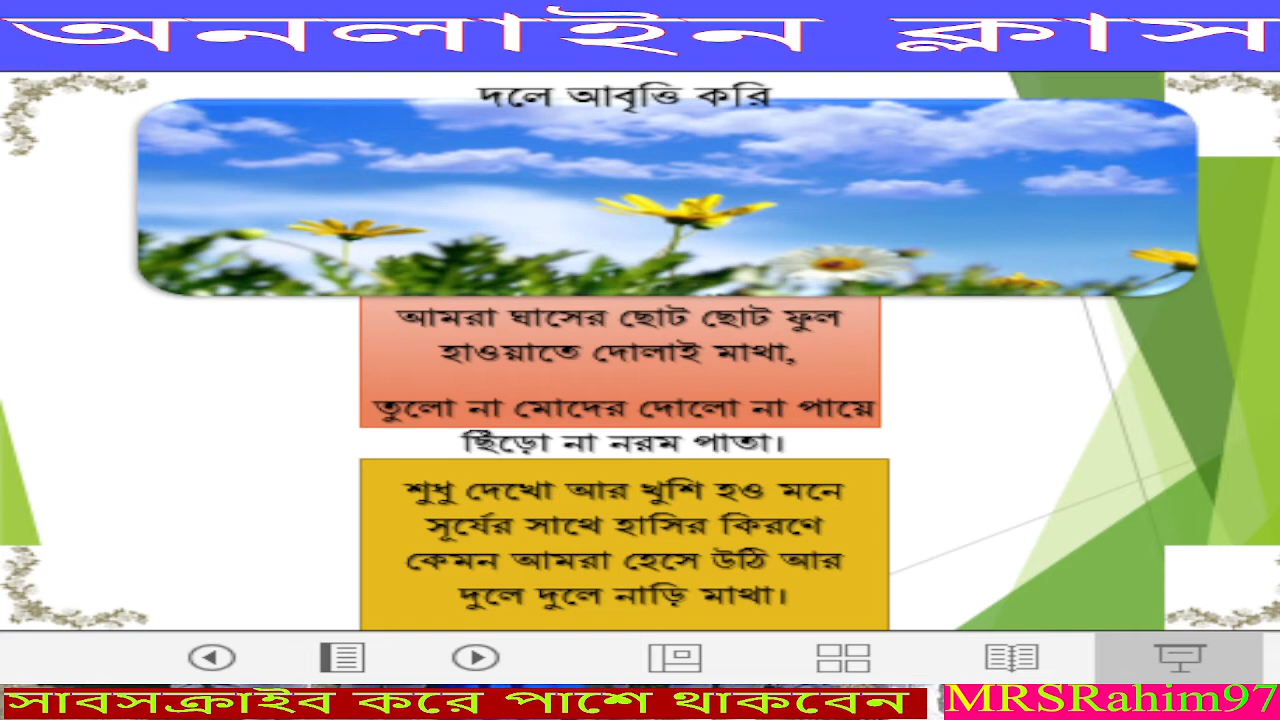 অনলাইন ক্লাস
দলে আবৃত্তি করি
আমরা ঘাসের ছোট ছোট ফুল
হাওয়াতে দোলাই মাথা,
তুলো না মোদের দোলো না পায়ে
ছিঁড়ো না নরম পাতা।
শুধু দেখো আর খুশি হও মনে
সূর্যের সাথে হাসির কিরণে
কেমন আমরা হেসে উঠি আর
দুলে দুলে নাড়ি মাথা।
সাবসক্রাইব করে পাশে থাকবেন
MRSRahim97